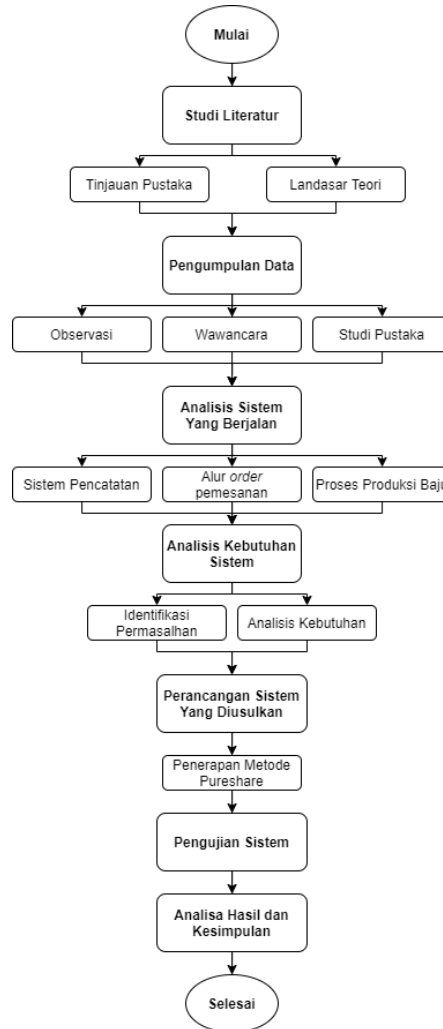 Mulai
Studi Literatur
Tinjauan Pustaka
Landasar Teori
Pengumpulan Data
Observasi
Wawancara
Studi Pustaka
Analisis Sistem
Yang Berjalan
Sistem Pencatatan
Alur order
pemesanan
Proses Produksi Baju
Analisis Kebutuhan
Sistem
Identifikasi
Permasalhan
Analisis Kebutuhan
Perancangan Sistem
Yang Diusulkan
Penerapan Metode
Pureshare
Pengujian Sistem
Analisa Hasil dan
Kesimpulan
Selesai